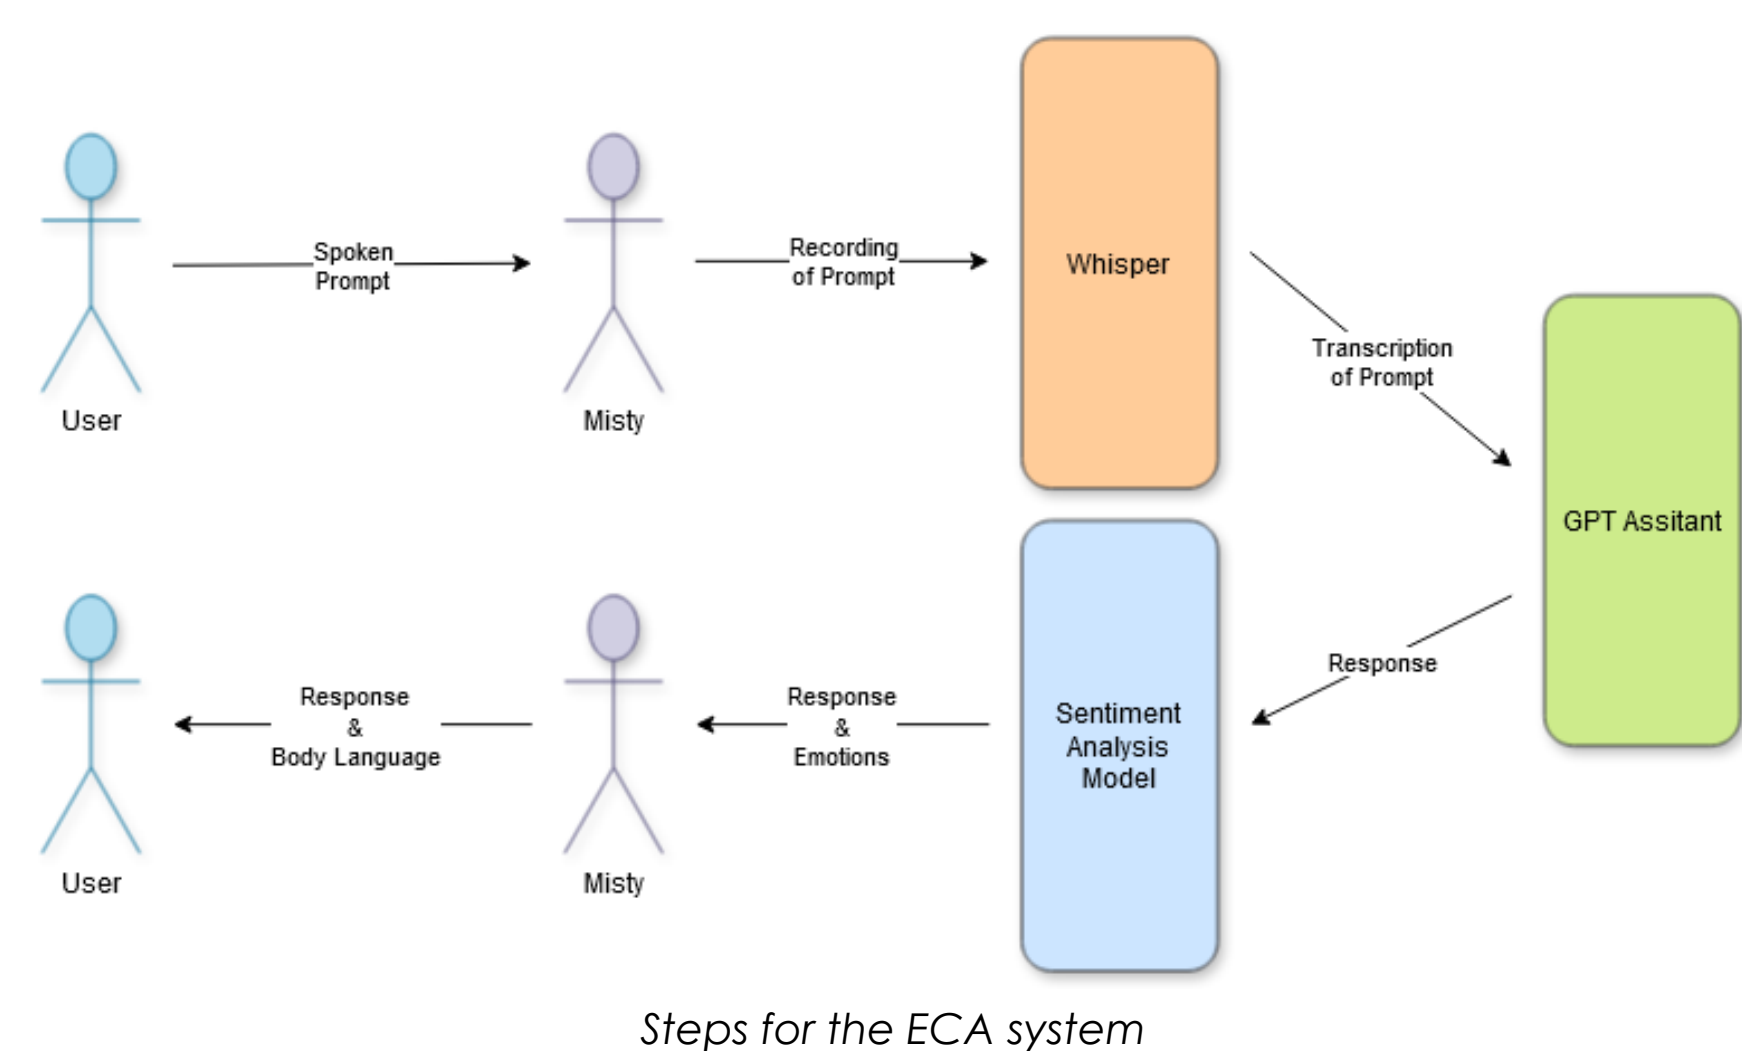 Spoken
Prompt
Recording
of Prompt
Whisper
Transcription
of Prompt
User
Misty
GPT Assitant
Response
Sentiment
Analysis
Model
Response
&
Emotions
Response
&
Body Language
User
Misty
Steps for the ECA system